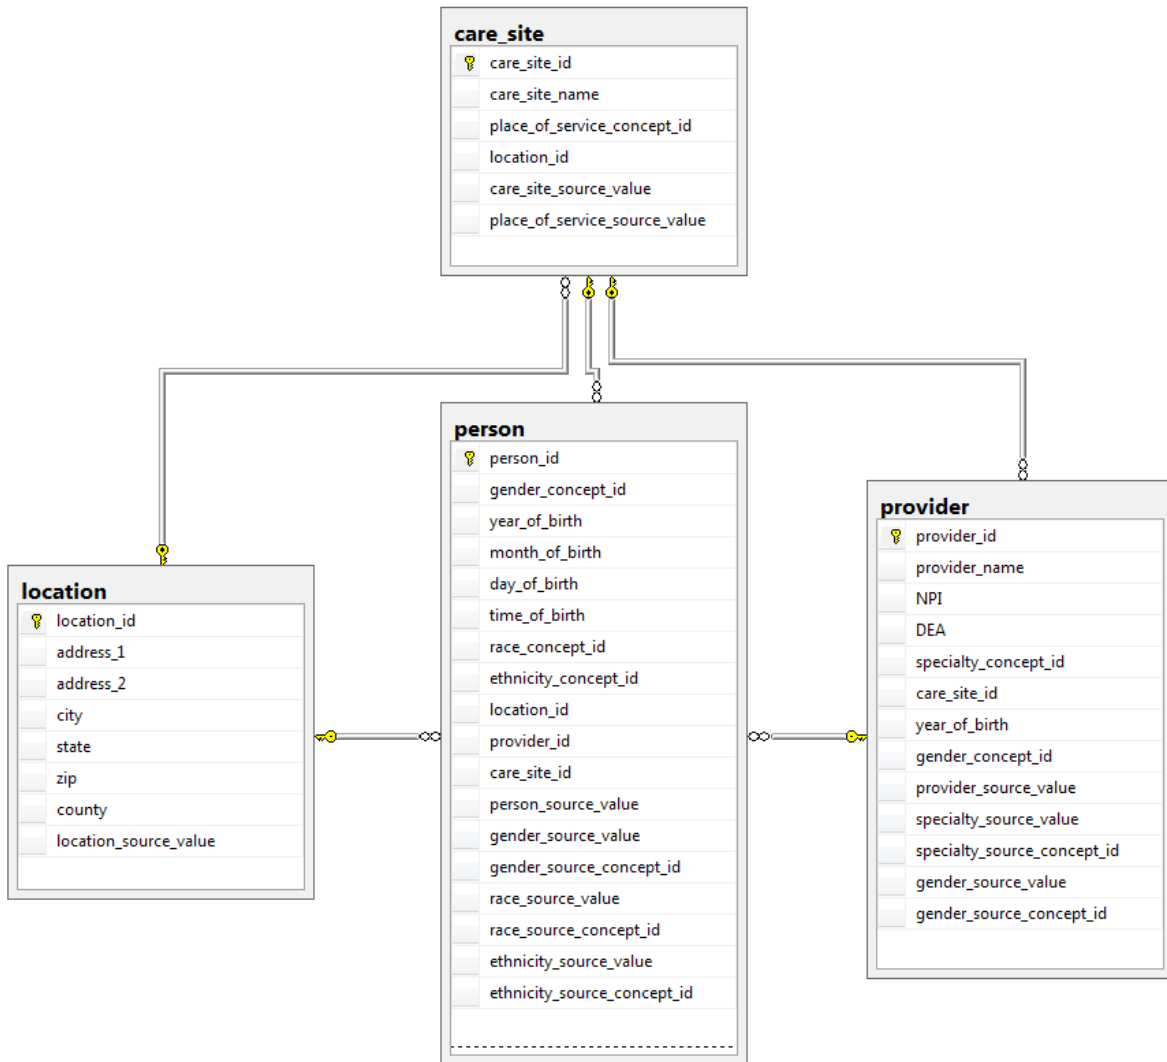 care_site
care_site_id
care_site_name
place_of_service_concept_id
location_id
care_site_source_value
place_of_service_source_value
person
person_id
gender_concept_id
year_of_birth
month_of_birth
day_of_birth
time_of_birth
race_concept_id
ethnicity_concept_id
location_id
provider_id
care_site_id
person_source_value
gender_source_value
gender_source_concept_id
race_source_value
race_source_concept_id
ethnicity_source_value
ethnicity_source_concept_id
provider
provider_id
provider_name
NPI
DEA
specialty_concept_id
care_site_id
year_of_birth
gender_concept_id
provider_source_value
specialty_source_value
specialty_source_concept_id
gender_source_value
gender_source_concept_id
location
location_id
address_1
address_2
city
state
zip
county
location_source_value